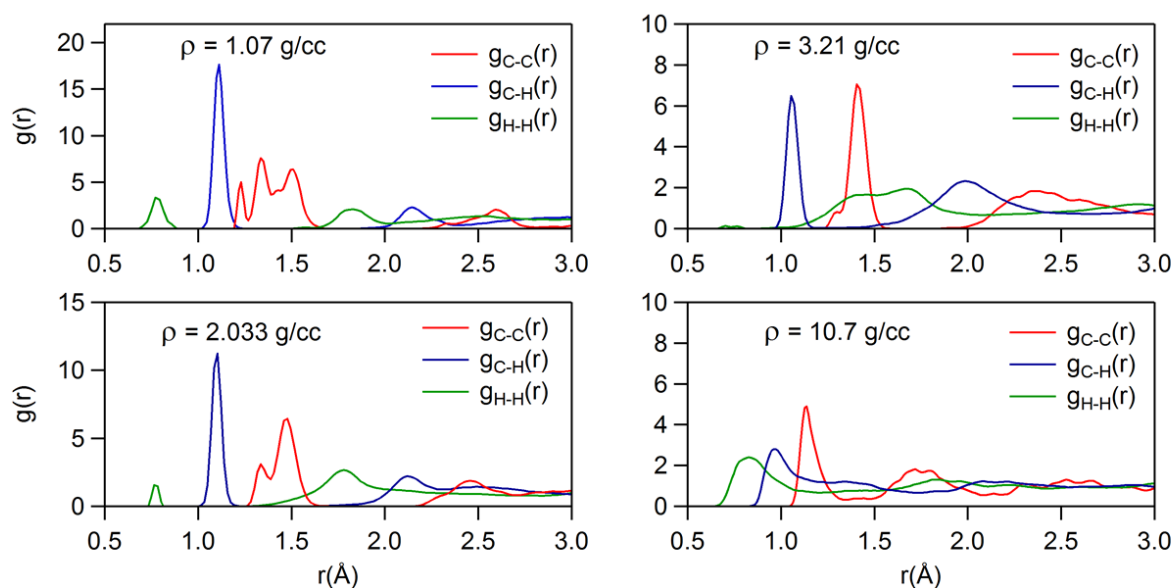 20
15
10
5
0
g(r)
ρ = 1.07 g/cc
g_C-C(r)
g_C-H(r)
g_H-H(r)
0.5 1.0 1.5 2.0 2.5 3.0
10
8
6
4
2
0
ρ = 3.21 g/cc
g_C-C(r)
g_C-H(r)
g_H-H(r)
0.5 1.0 1.5 2.0 2.5 3.0
15
10
5
0
g(r)
ρ = 2.033 g/cc
g_C-C(r)
g_C-H(r)
g_H-H(r)
0.5 1.0 1.5 2.0 2.5 3.0
r(Å)
10
8
6
4
2
0
ρ = 10.7 g/cc
g_C-C(r)
g_C-H(r)
g_H-H(r)
0.5 1.0 1.5 2.0 2.5 3.0
r(Å)